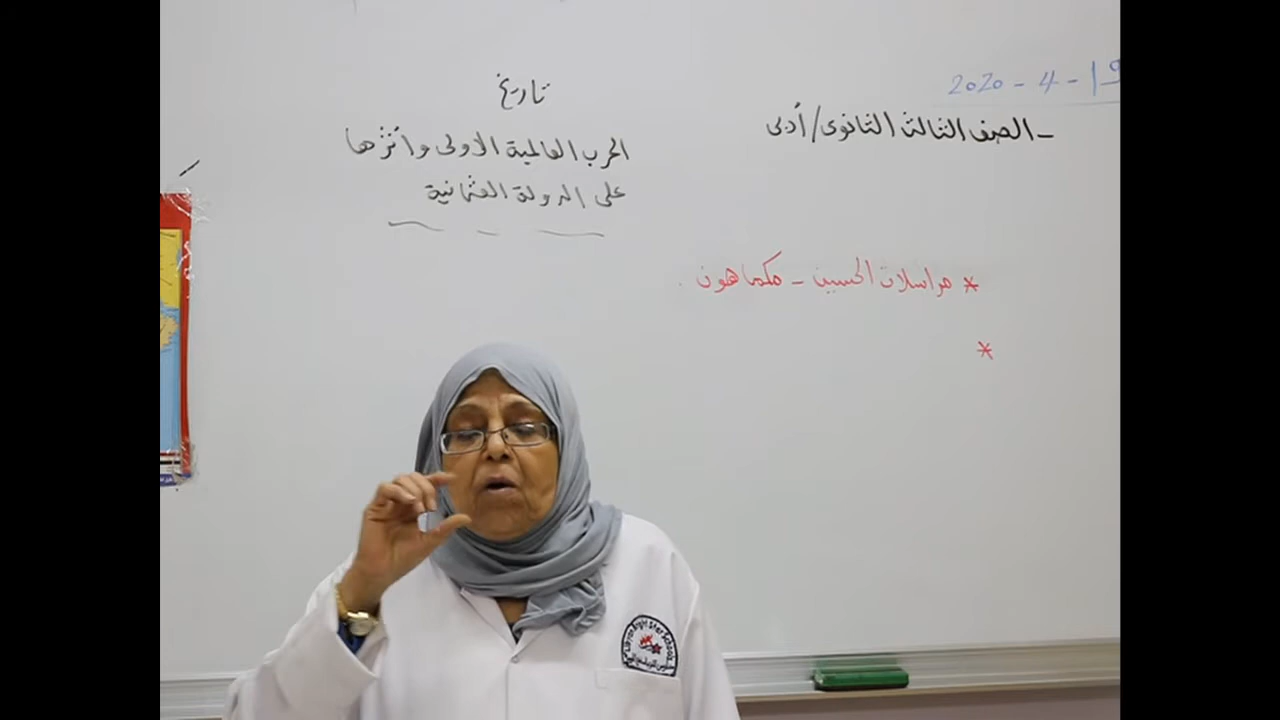 19 - 4 - 2020
- الصف الثالث الثانوى/أدبى
تاريخ
الحرب العالمية الأولى وأثرها
على الدولة العثمانية
* مراسلات الحسين - مكماهون.
*